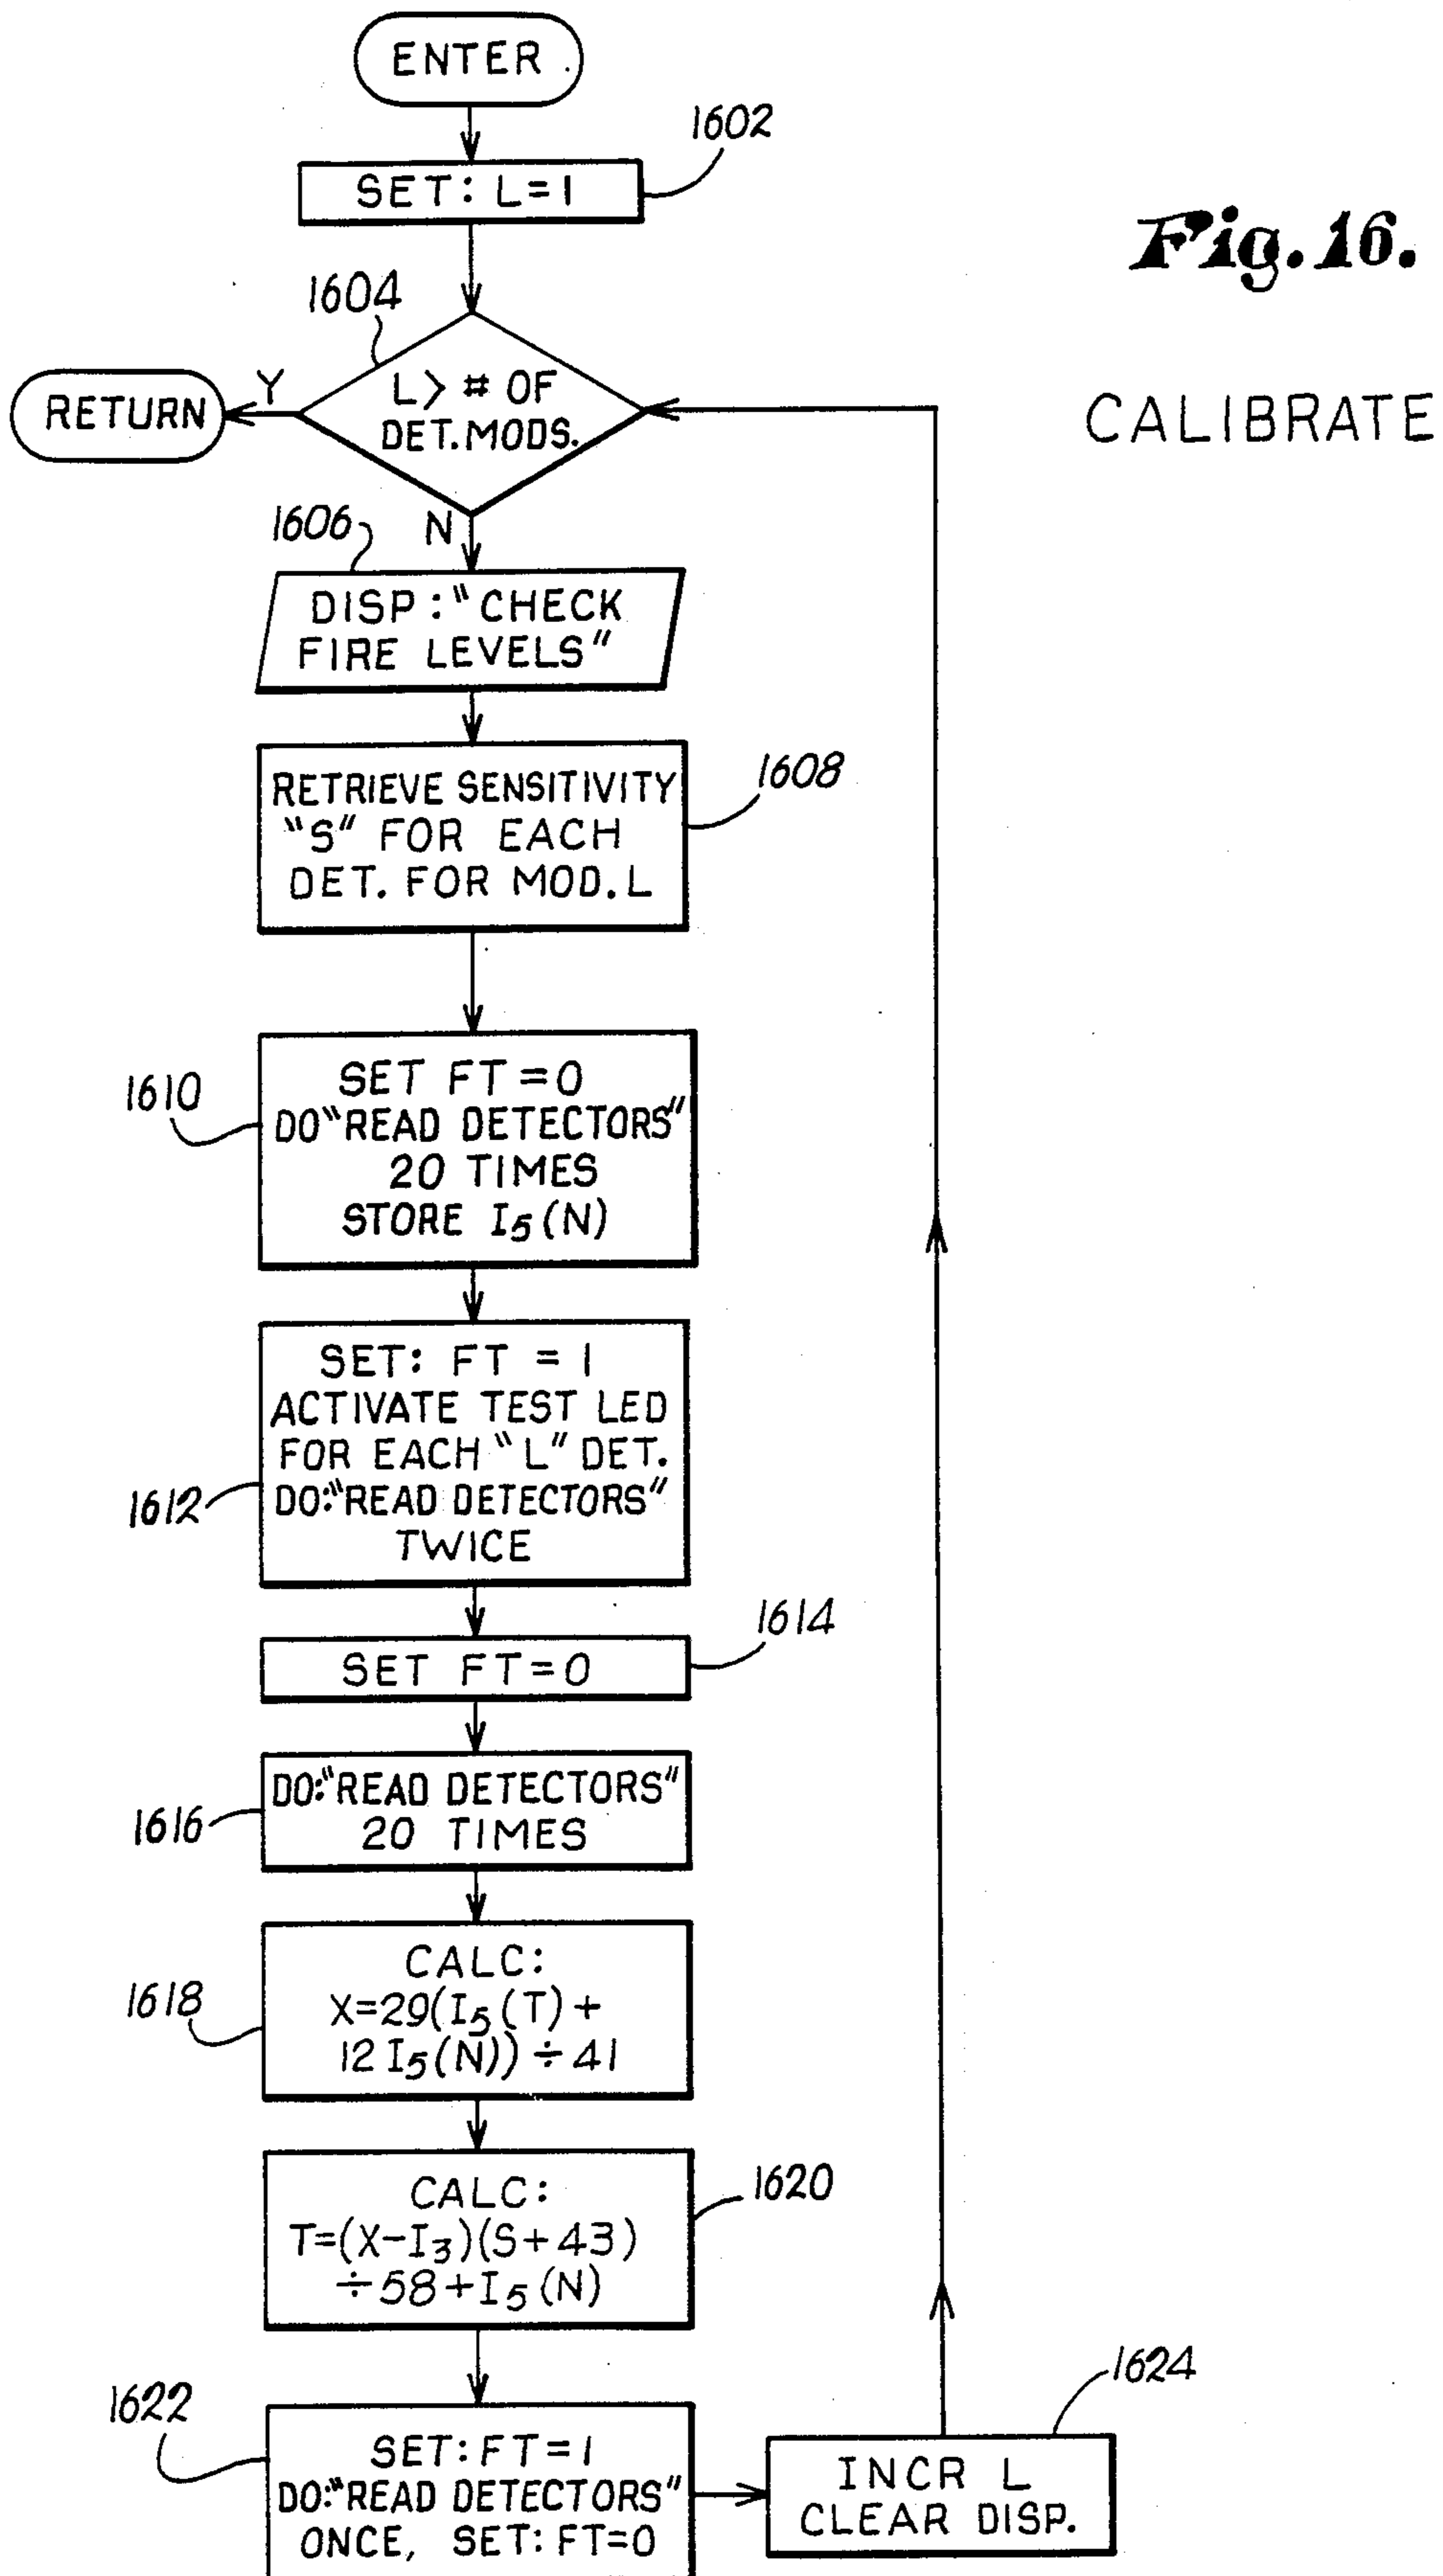 ENTER
1602
SET: L=1
Fig. 16.
1604
Y
RETURN
L> # OF
DET. MODS.
CALIBRATE
N
1606
DISP: "CHECK
FIRE LEVELS"
RETRIEVE SENSITIVITY
"S" FOR EACH
DET. FOR MOD. L
1608
SET FT=0
DO "READ DETECTORS"
20 TIMES
STORE I5(N)
1610
SET: FT = 1
ACTIVATE TEST LED
FOR EACH "L" DET.
DO: "READ DETECTORS"
TWICE
1612
1614
SET FT=0
DO: "READ DETECTORS"
20 TIMES
1616
CALC:
X=29(I5(T)+
12 I5(N)) ÷ 41
1618
CALC:
T=(X-I3)(S+43)
÷58+I5(N)
1620
1622
SET: FT=1
DO: "READ DETECTORS"
ONCE, SET: FT=0
1624
INCR L
CLEAR DISP.